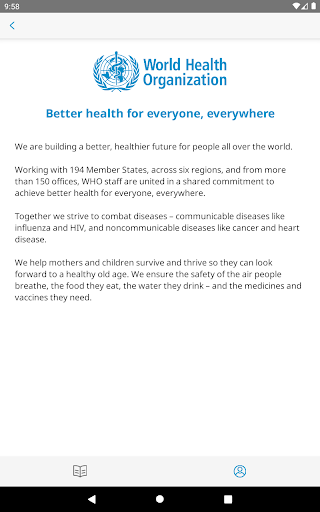 9:58
World Health
Organization
Better health for everyone, everywhere
We are building a better, healthier future for people all over the world.
Working with 194 Member States, across six regions, and from more
than 150 offices, WHO staff are united in a shared commitment to
achieve better health for everyone, everywhere.
Together we strive to combat diseases – communicable diseases like
influenza and HIV, and noncommunicable diseases like cancer and heart
disease.
We help mothers and children survive and thrive so they can look
forward to a healthy old age. We ensure the safety of the air people
breathe, the food they eat, the water they drink – and the medicines and
vaccines they need.